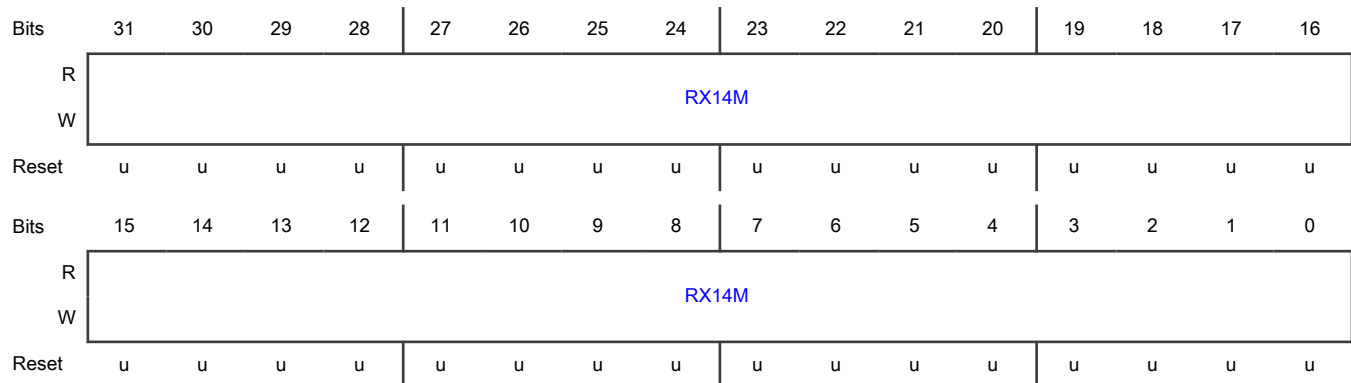 Bits 31 30 29 28 27 26 25 24 23 22 21 20 19 18 17 16
R
RX14M
W
Reset u u u u u u u u u u u u u u u u
Bits 15 14 13 12 11 10 9 8 7 6 5 4 3 2 1 0
R
RX14M
W
Reset u u u u u u u u u u u u u u u u